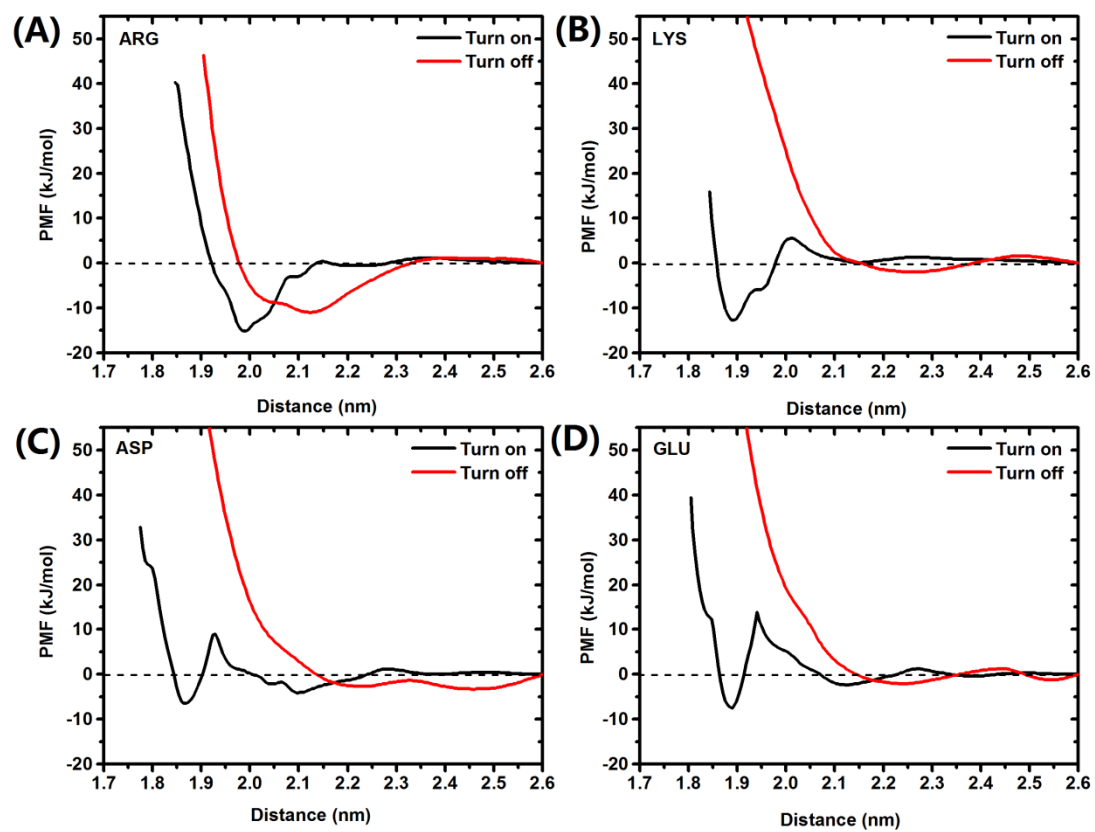 (A)
ARG
Turn on
Turn off
50
40
30
20
10
0
-10
-20
PMF (kJ/mol)
1.7 1.8 1.9 2.0 2.1 2.2 2.3 2.4 2.5 2.6
Distance (nm)
(B)
LYS
Turn on
Turn off
50
40
30
20
10
0
-10
-20
PMF (kJ/mol)
1.7 1.8 1.9 2.0 2.1 2.2 2.3 2.4 2.5 2.6
Distance (nm)
(C)
ASP
Turn on
Turn off
50
40
30
20
10
0
-10
-20
PMF (kJ/mol)
1.7 1.8 1.9 2.0 2.1 2.2 2.3 2.4 2.5 2.6
Distance (nm)
(D)
GLU
Turn on
Turn off
50
40
30
20
10
0
-10
-20
PMF (kJ/mol)
1.7 1.8 1.9 2.0 2.1 2.2 2.3 2.4 2.5 2.6
Distance (nm)